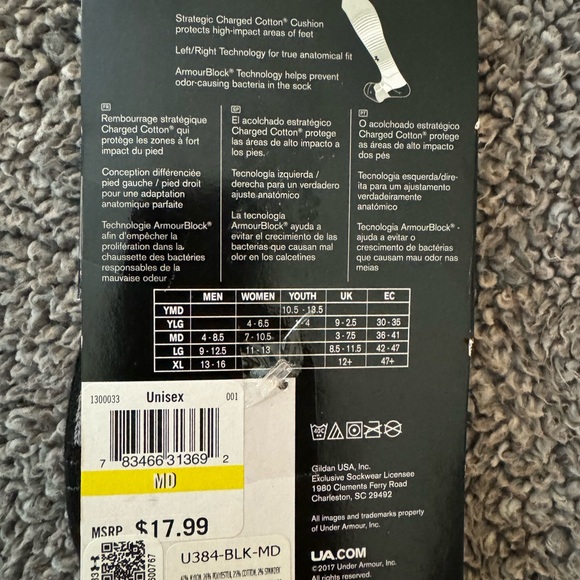 Strategic Charged Cotton® Cushion
protects high-impact areas of feet
Left/Right Technology for true anatomical fit
ArmourBlock® Technology helps prevent
odor-causing bacteria in the sock
FR
Rembourrage stratégique
Charged Cotton® qui
protège les zones à fort
impact du pied
Conception différenciée
pied gauche / pied droit
pour une adaptation
anatomique parfaite
Technologie ArmourBlock®
afin d'empêcher la
prolifération dans la
chaussette des bactéries
responsables de la
mauvaise odeur
SP
El acolchado estratégico
Charged Cotton® protege
las áreas de alto impacto a
los pies.
Tecnología izquierda /
derecha para un verdadero
ajuste anatómico
La tecnología
ArmourBlock® ayuda a
evitar el crecimiento de las
bacterias que causan mal
olor en los calcetines
PT
O acolchoado estratégico
Charged Cotton® protege
as áreas de alto impacto
dos pés
Tecnologia esquerda/dire-
ita para um ajustamento
verdadeiramente
anatómico
Tecnologia ArmourBlock® -
ajuda a evitar o
crescimento de bactérias
que causam mau odor nas
meias
MEN WOMEN YOUTH UK EC
YMD 10.5 - 13.5
YLG 4 - 6.5 4 9 - 2.5 30 - 35
MD 4 - 8.5 7 - 10.5 3 - 7.5 36 - 41
LG 9 - 12.5 11 - 13 8.5 - 11.5 42 - 47
XL 13 - 16 12+ 47+
1300033 Unisex 001
7 83466 31369 2
MD
MSRP $17.99
U384-BLK-MD
40C
Gildan USA, Inc.
Exclusive Sockwear Licensee
1980 Clements Ferry Road
Charleston, SC 29492
All images and trademarks property
of Under Armour, Inc.
UA.COM
©2017 Under Armour, Inc.
All rights reserved.